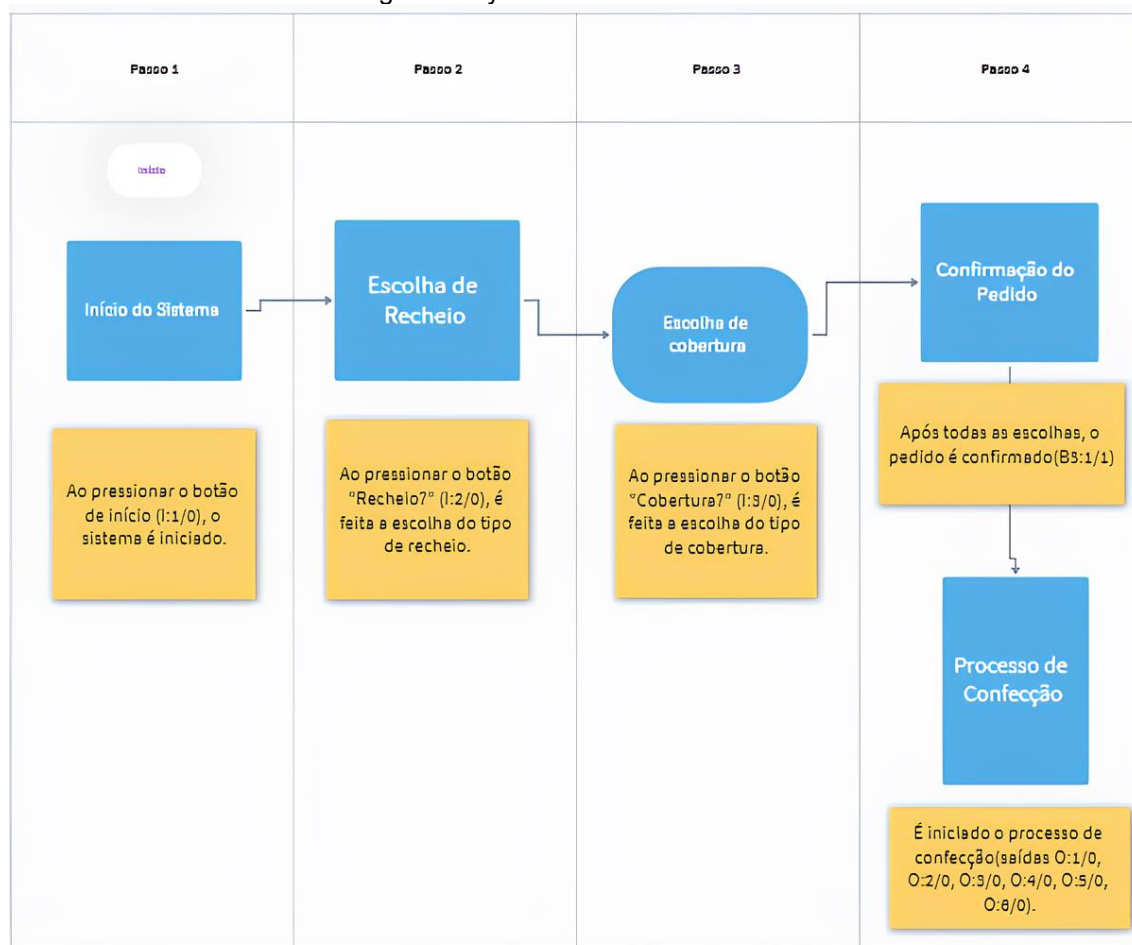 Passo 1
Passo 2
Passo 3
Passo 4
Início
Início do Sistema
Escolha de
Recheio
Escolha de
cobertura
Confirmação do
Pedido
Ao pressionar o botão
de início (I:1/0), o
sistema é iniciado.
Ao pressionar o botão
"Recheio?" (I:2/0), é
feita a escolha do tipo
de recheio.
Ao pressionar o botão
"Cobertura?" (I:3/0), é
feita a escolha do tipo
de cobertura.
Após todas as escolhas, o
pedido é confirmado(B3:1/1)
Processo de
Confecção
É iniciado o processo de
confecção(saídas O:1/0,
O:2/0, O:3/0, O:4/0, O:5/0,
O:6/0).